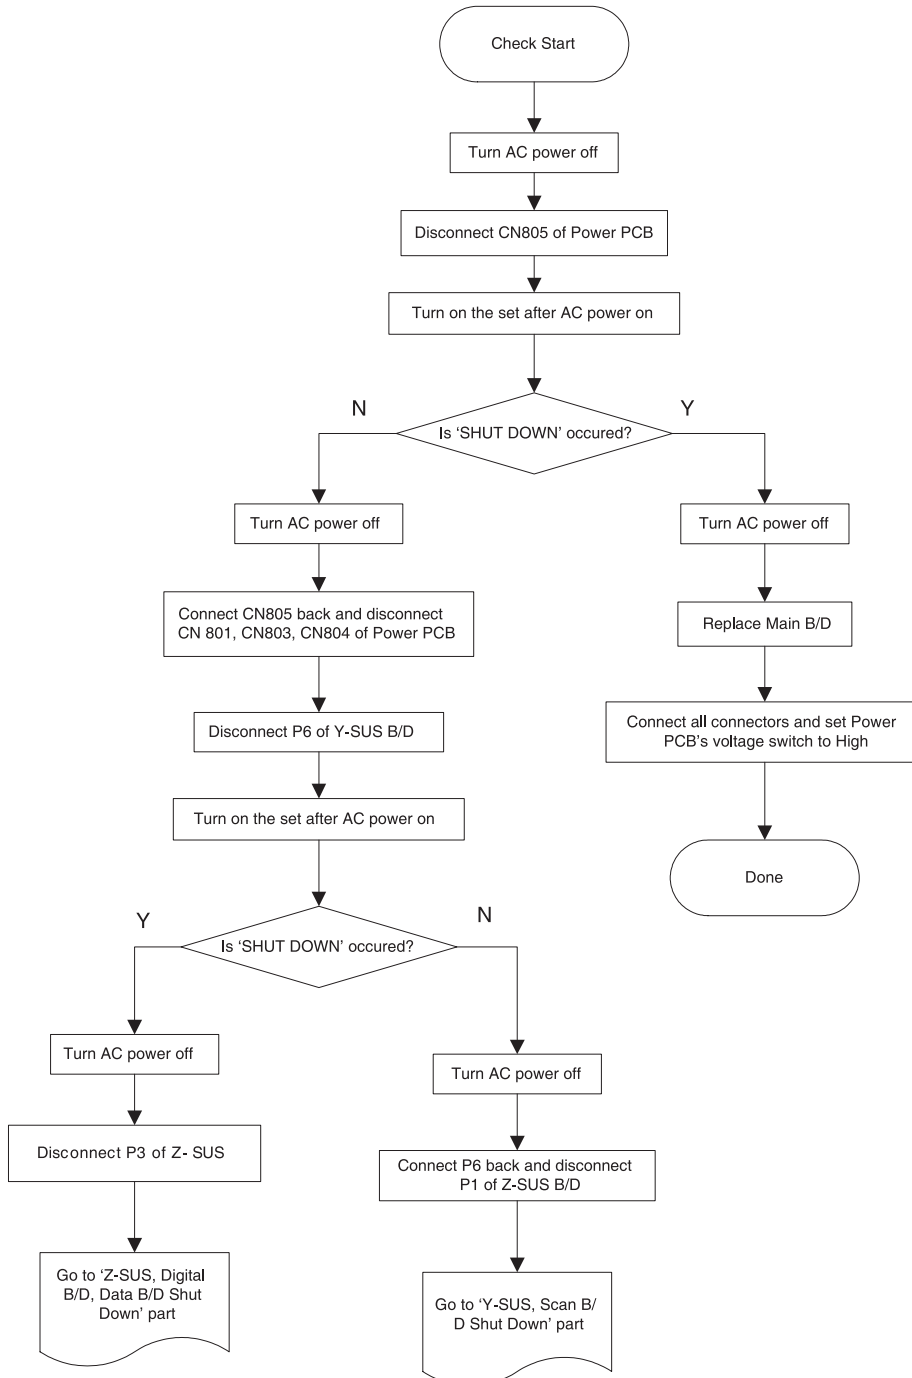 Check Start
Turn AC power off
Disconnect CN805 of Power PCB
Turn on the set after AC power on
N
Y
Is ‘SHUT DOWN’ occured?
Turn AC power off
Turn AC power off
Connect CN805 back and disconnect
CN 801, CN803, CN804 of Power PCB
Replace Main B/D
Disconnect P6 of Y-SUS B/D
Connect all connectors and set Power
PCB’s voltage switch to High
Turn on the set after AC power on
Done
Y
N
Is ‘SHUT DOWN’ occured?
Turn AC power off
Turn AC power off
Disconnect P3 of Z- SUS
Connect P6 back and disconnect
P1 of Z-SUS B/D
Go to ‘Z-SUS, Digital
B/D, Data B/D Shut
Down’ part
Go to ‘Y-SUS, Scan B/
D Shut Down’ part